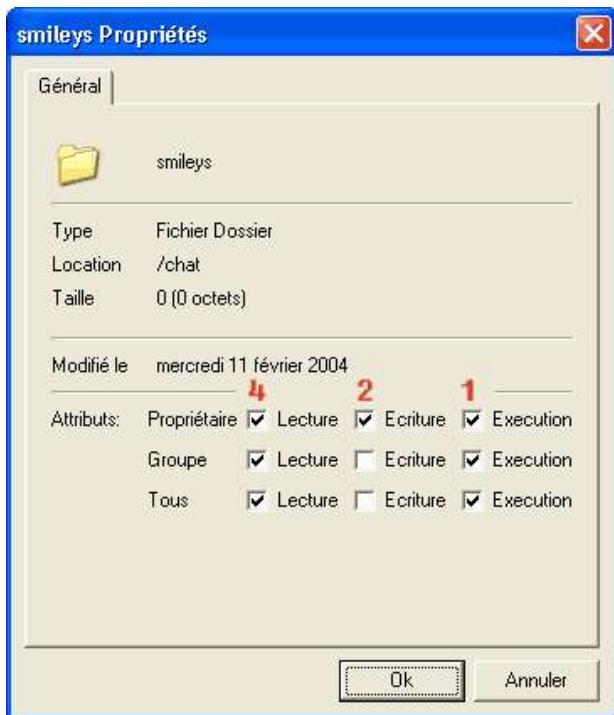 smileys Propriétés
Général
smileys
Type Fichier Dossier
Location /chat
Taille 0 (0 octets)
Modifié le mercredi 11 février 2004
4 2 1
Attributs: Propriétaire Lecture Ecriture Execution
Groupe Lecture Ecriture Execution
Tous Lecture Ecriture Execution
Ok Annuler